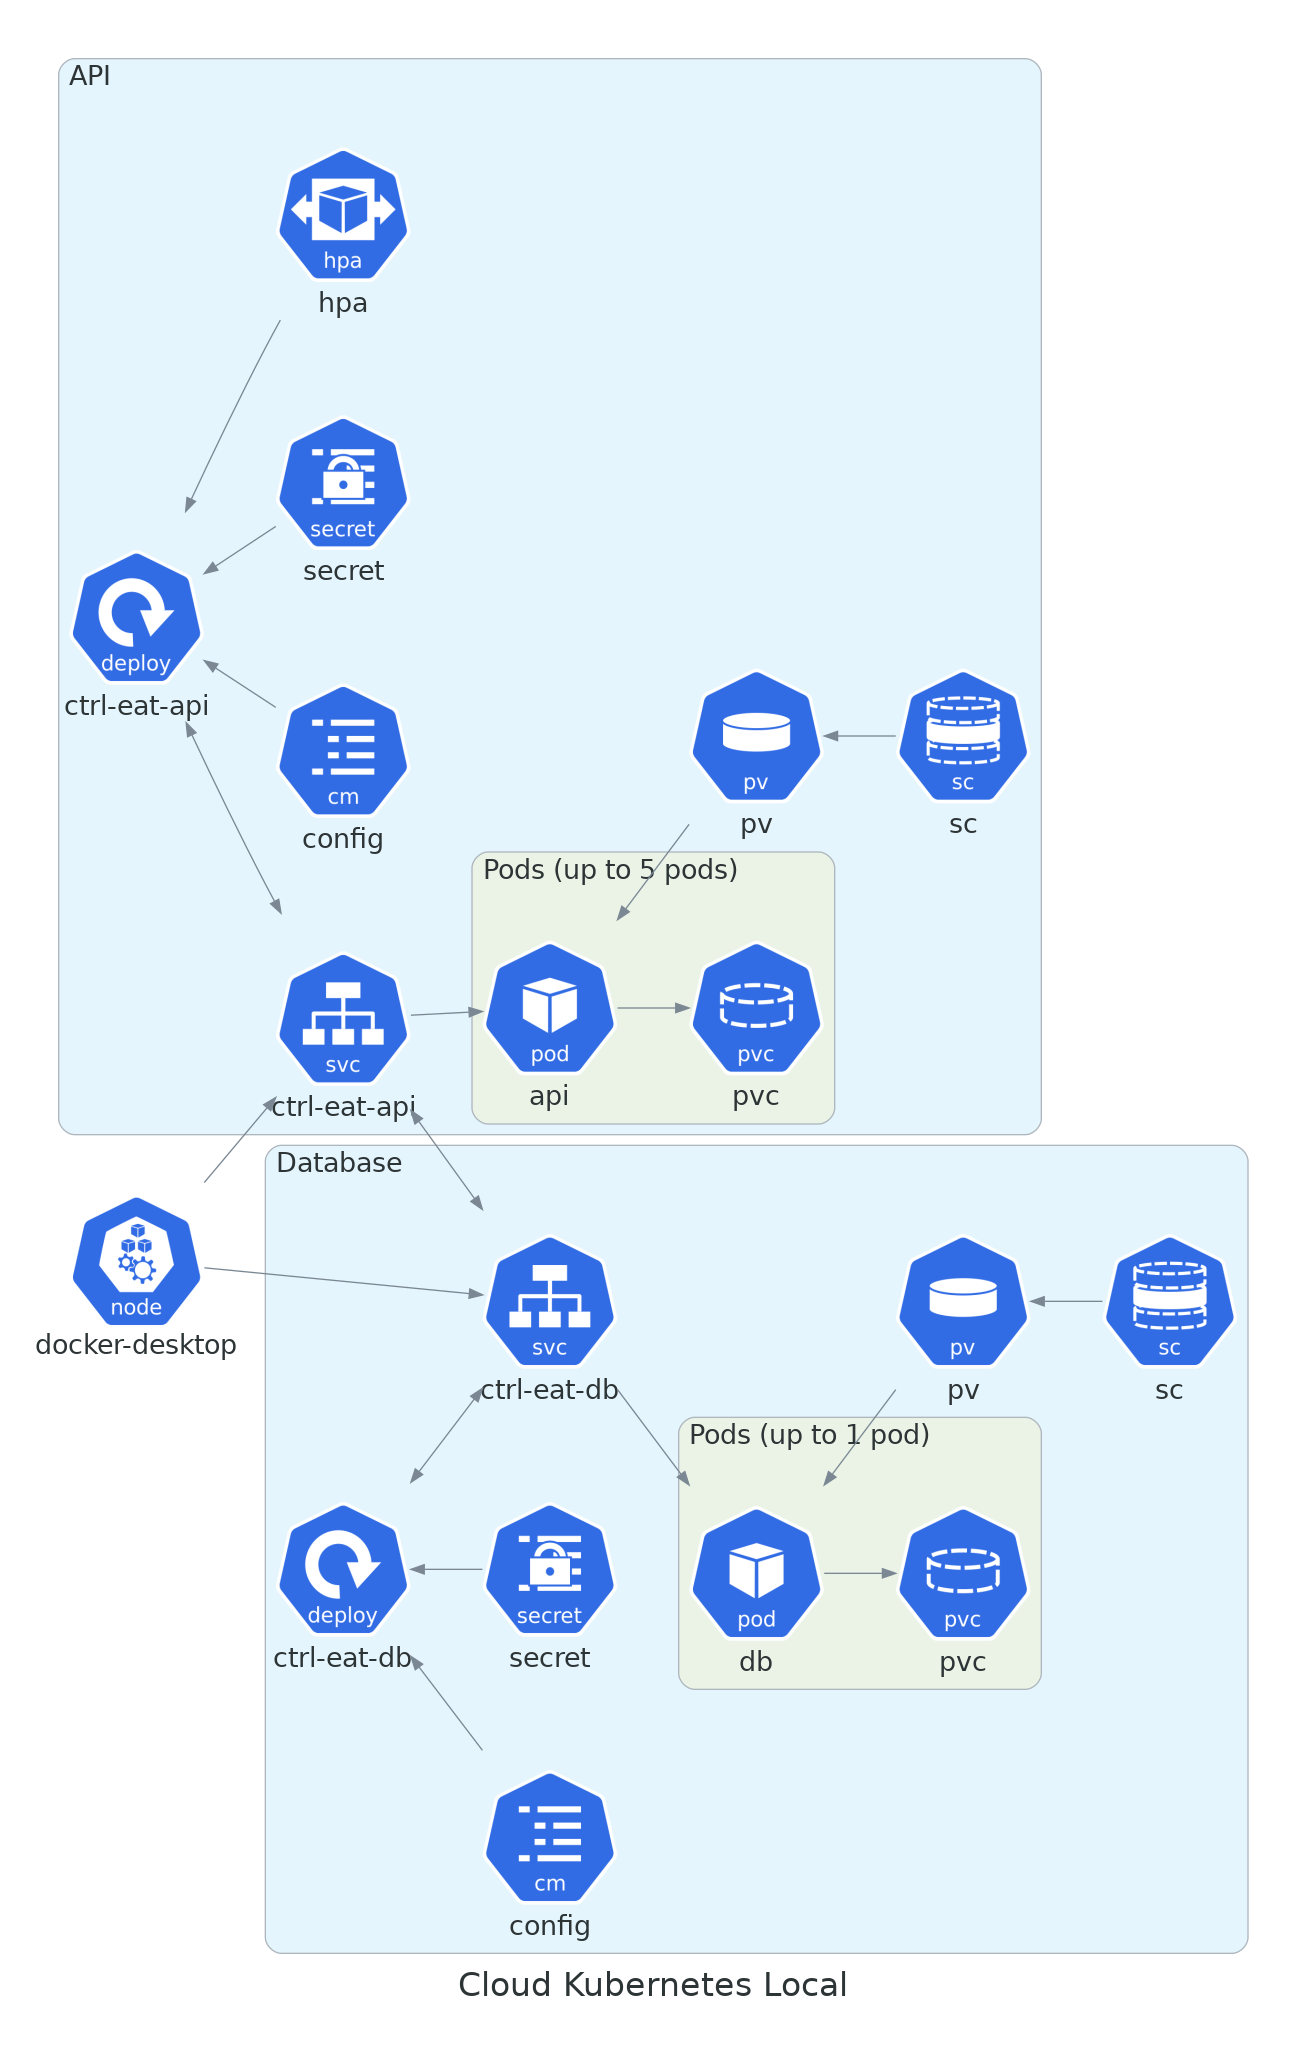 API
hpa
hpa
secret
secret
deploy
ctrl-eat-api
cm
config
pv
pv
sc
sc
Pods (up to 5 pods)
svc
ctrl-eat-api
pod
api
pvc
pvc
Database
node
docker-desktop
svc
ctrl-eat-db
pv
pv
sc
sc
Pods (up to 1 pod)
deploy
ctrl-eat-db
secret
secret
pod
db
pvc
pvc
cm
config
Cloud Kubernetes Local